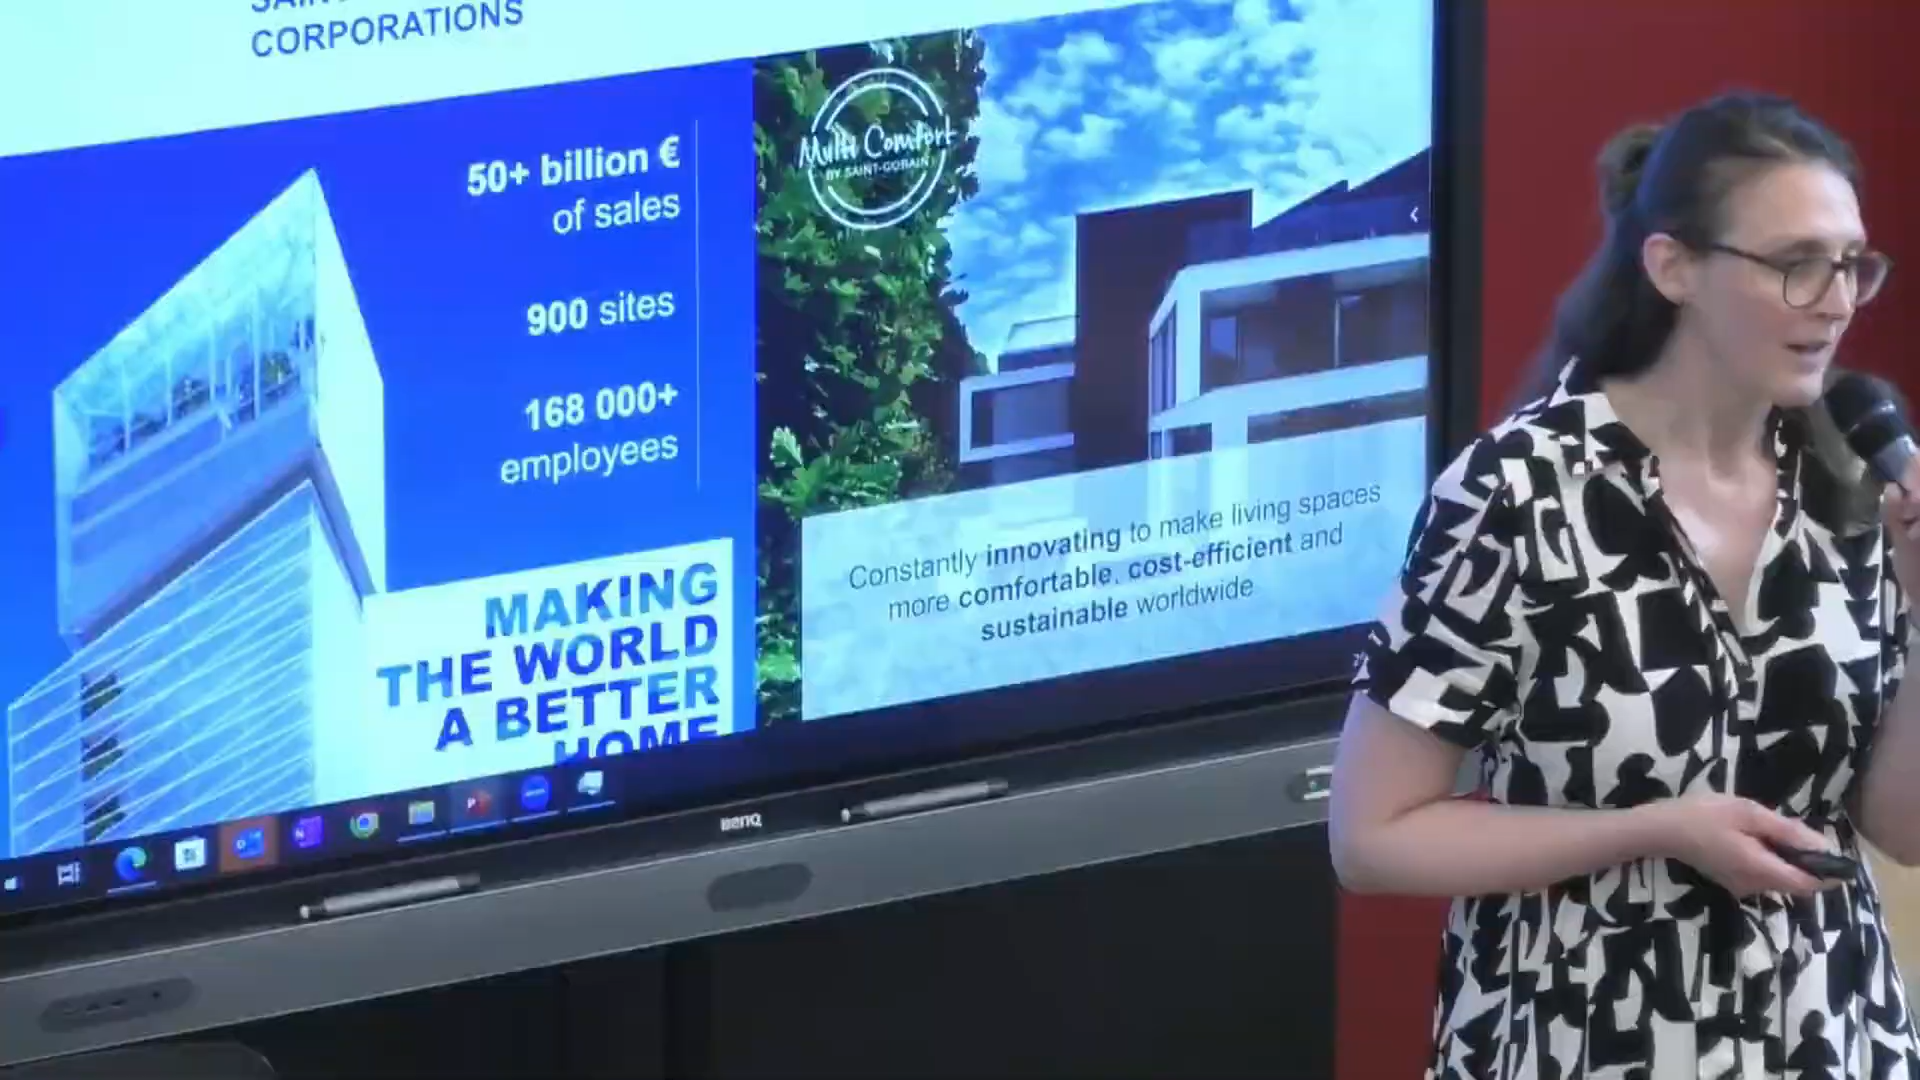 CORPORATIONS
50+ billion €
of sales
900 sites
168 000+
employees
MAKING
THE WORLD
A BETTER
HOME
Multi Comfort
BY SAINT-GOBAIN
Constantly innovating to make living spaces
more comfortable, cost-efficient and
sustainable worldwide
BenQ